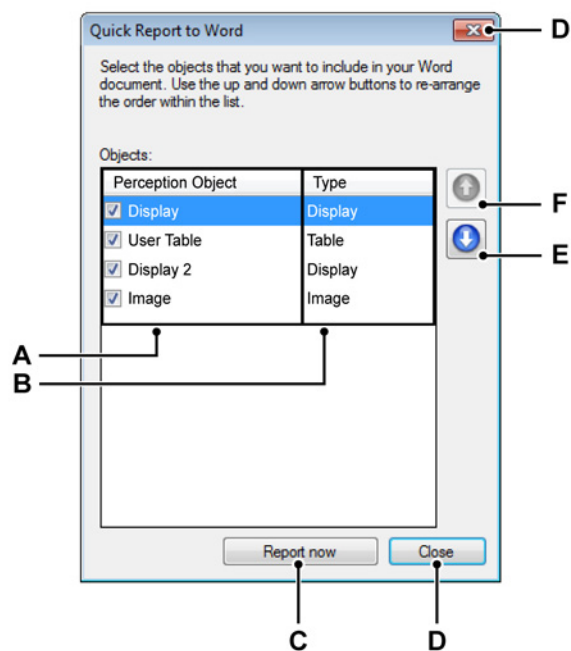 Quick Report to Word
D
Select the objects that you want to include in your Word
document. Use the up and down arrow buttons to re-arrange
the order within the list.
Objects:
Perception Object Type
Display Display
F
User Table Table
E
Display 2 Display
Image Image
A
B
Report now Close
C D